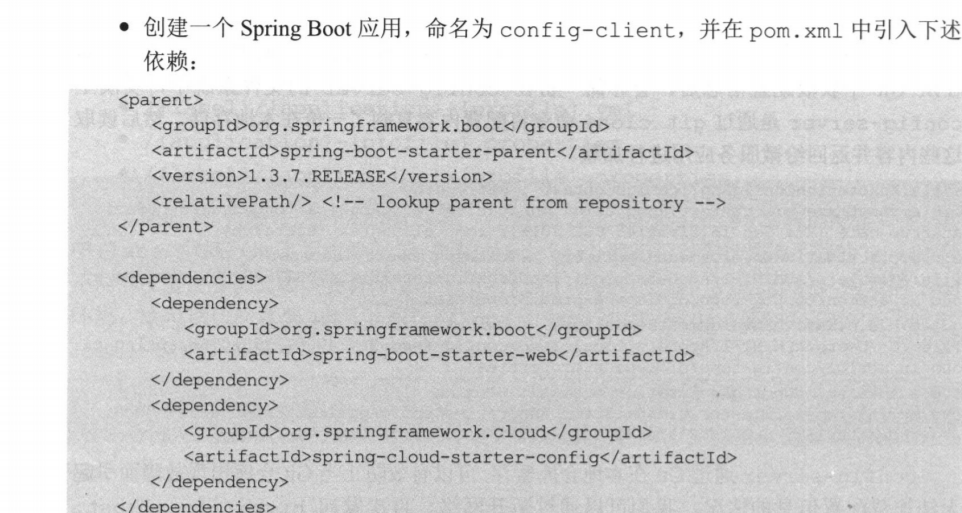 • 创建一个 Spring Boot 应用，命名为 config-client，并在 pom.xml 中引入下述
依赖：
<parent>
<groupId>org.springframework.boot</groupId>
<artifactId>spring-boot-starter-parent</artifactId>
<version>1.3.7.RELEASE</version>
<relativePath/> <!-- lookup parent from repository -->
</parent>
<dependencies>
<dependency>
<groupId>org.springframework.boot</groupId>
<artifactId>spring-boot-starter-web</artifactId>
</dependency>
<dependency>
<groupId>org.springframework.cloud</groupId>
<artifactId>spring-cloud-starter-config</artifactId>
</dependency>
</dependencies>